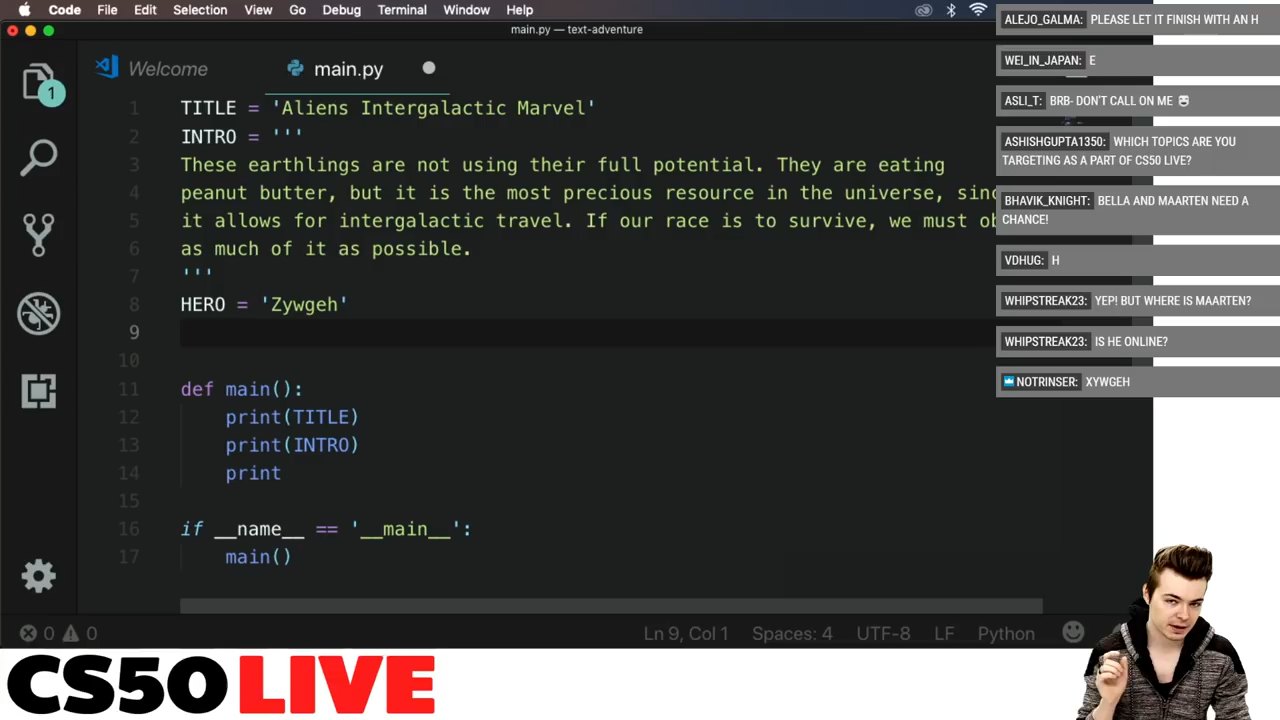 Code File Edit Selection View Go Debug Terminal Window Help
main.py — text-adventure
Welcome main.py
1
1 TITLE = 'Aliens Intergalactic Marvel'
2 INTRO = '''
3 These earthlings are not using their full potential. They are eating
4 peanut butter, but it is the most precious resource in the universe, sinc
5 it allows for intergalactic travel. If our race is to survive, we must ob
6 as much of it as possible.
7 '''
8 HERO = 'Zywgeh'
9
10
11 def main():
12 print(TITLE)
13 print(INTRO)
14 print
15
16 if __name__ == '__main__':
17 main()
0 0 Ln 9, Col 1 Spaces: 4 UTF-8 LF Python
ALEJO_GALMA: PLEASE LET IT FINISH WITH AN H
WEI_IN_JAPAN: E
ASLI_T: BRB- DON'T CALL ON ME 😆
ASHISHGUPTA1350: WHICH TOPICS ARE YOU
TARGETING AS A PART OF CS50 LIVE?
BHAVIK_KNIGHT: BELLA AND MAARTEN NEED A
CHANCE!
VDHUG: H
WHIPSTREAK23: YEP! BUT WHERE IS MAARTEN?
WHIPSTREAK23: IS HE ONLINE?
NOTRINSER: XYWGEH
CS50 LIVE